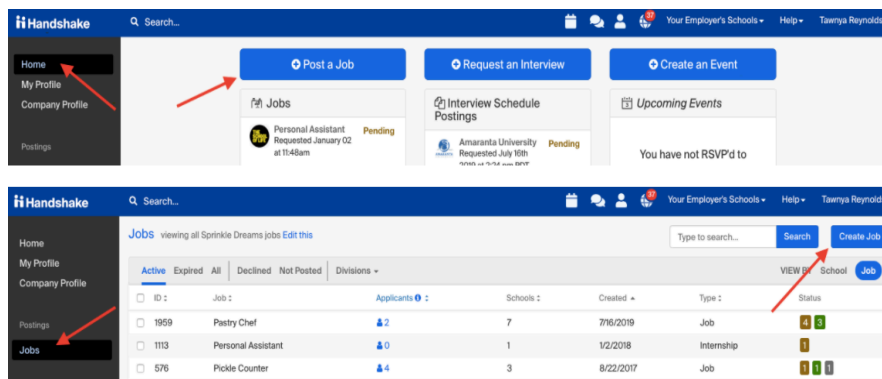 Handshake Search... 37 Your Employer's Schools Help Tawnya Reynolds
Home
My Profile
Company Profile
Postings
Post a Job
Request an Interview
Create an Event
Jobs
Personal Assistant Pending
Requested January 02
at 11:48am
Interview Schedule
Postings
Amaranta University Pending
Requested July 16th
2019 at 2:24 pm PDT
Upcoming Events
You have not RSVP'd to
Handshake Search... 37 Your Employer's Schools Help Tawnya Reynold
Home
My Profile
Company Profile
Postings
Jobs
Jobs viewing all Sprinkle Dreams jobs Edit this Type to search... Search Create Job
Active Expired All Declined Not Posted Divisions VIEW BY School Job
ID Job Applicants Schools Created Type Status
1959 Pastry Chef 2 7 7/16/2019 Job 4 3
1113 Personal Assistant 0 1 1/2/2018 Internship 1
576 Pickle Counter 4 3 8/22/2017 Job 1 1 1